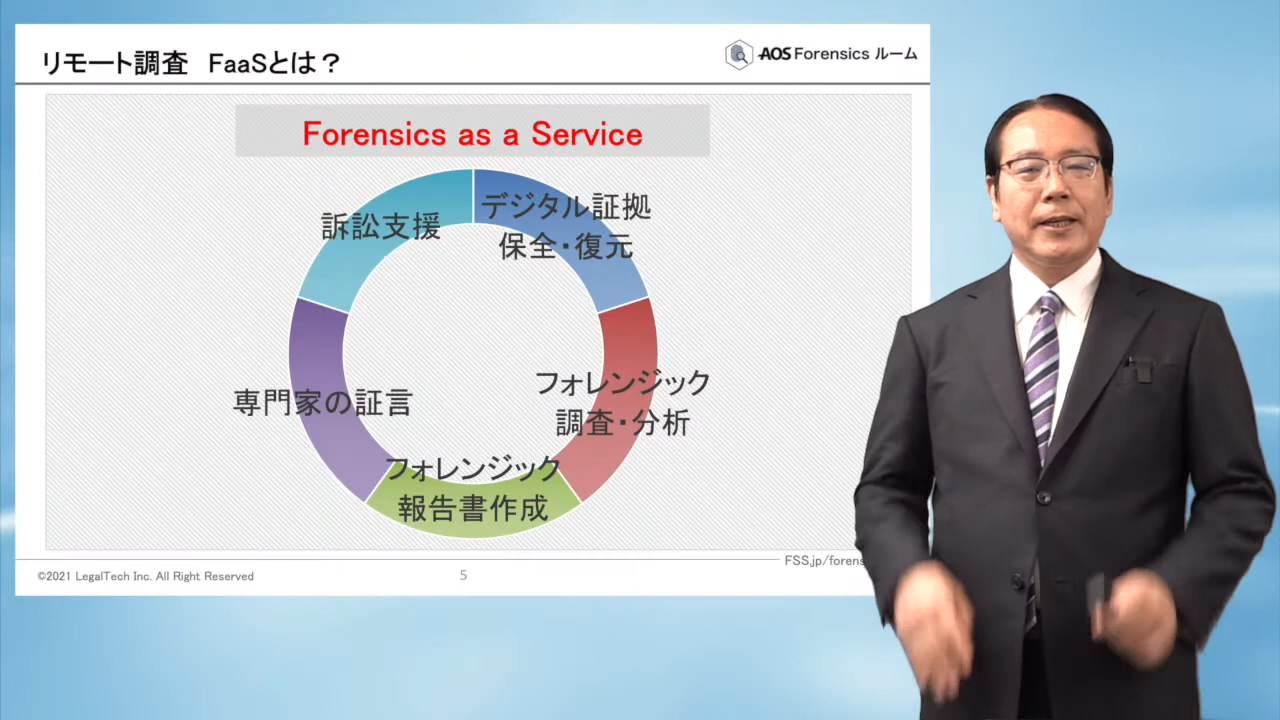 リモート調査　FaaSとは？
AOS Forensics ルーム
Forensics as a Service
訴訟支援
デジタル証拠
保全・復元
専門家の証言
フォレンジック
調査・分析
フォレンジック
報告書作成
FSS.jp/forens
©2021 LegalTech Inc. All Right Reserved
5